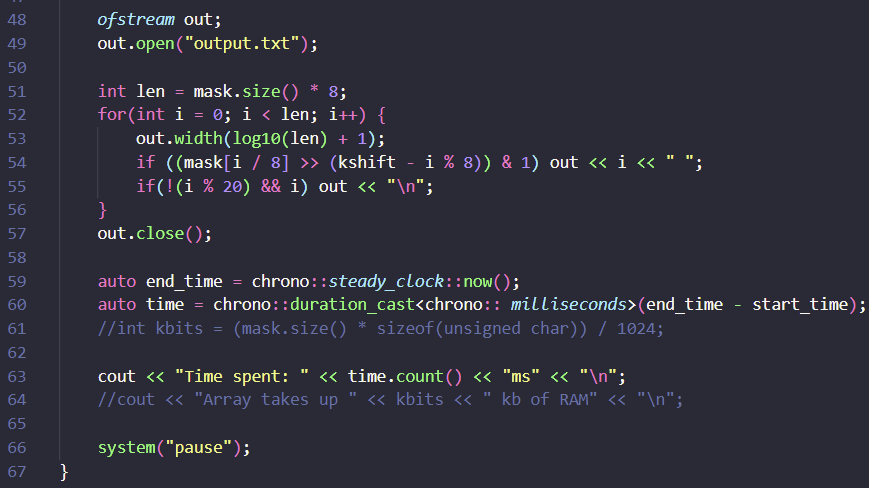 48 ofstream out;
49 out.open("output.txt");
50
51 int len = mask.size() * 8;
52 for(int i = 0; i < len; i++) {
53 out.width(log10(len) + 1);
54 if ((mask[i / 8] >> (kshift - i % 8)) & 1) out << i << " ";
55 if(!(i % 20) && i) out << "\n";
56 }
57 out.close();
58
59 auto end_time = chrono::steady_clock::now();
60 auto time = chrono::duration_cast<chrono:: milliseconds>(end_time - start_time);
61 //int kbits = (mask.size() * sizeof(unsigned char)) / 1024;
62
63 cout << "Time spent: " << time.count() << "ms" << "\n";
64 //cout << "Array takes up " << kbits << " kb of RAM" << "\n";
65
66 system("pause");
67 }